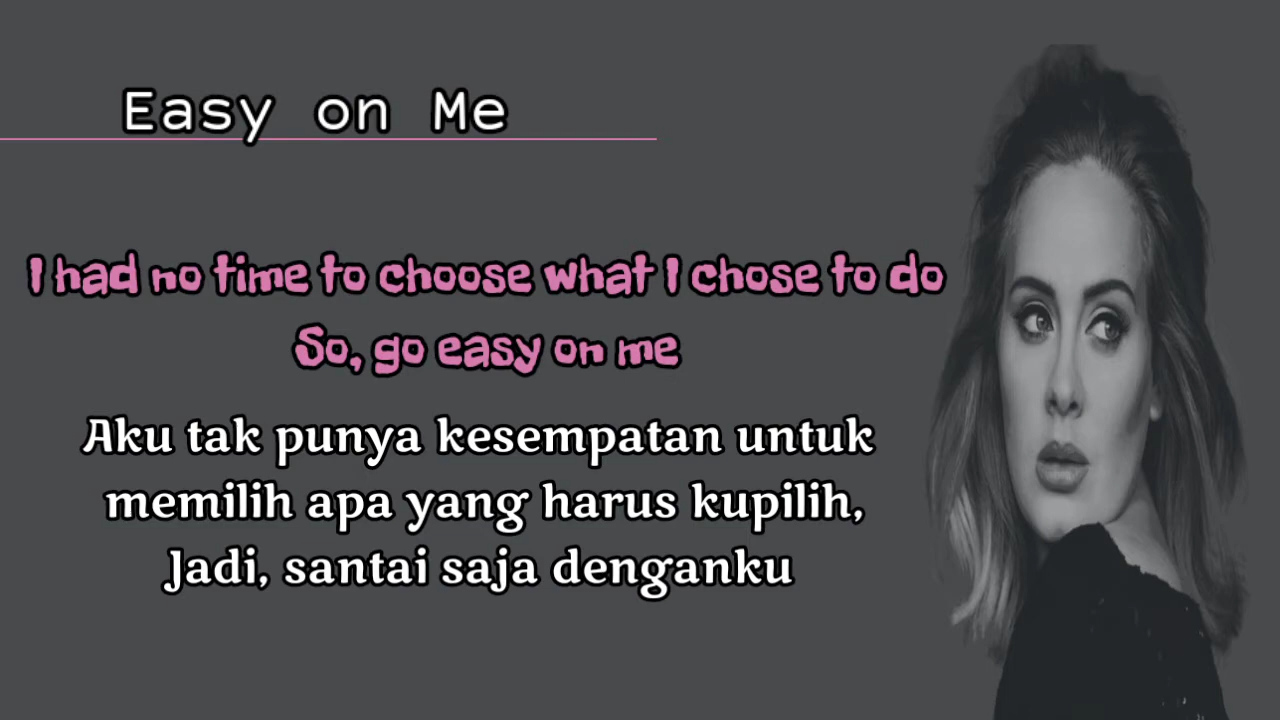 Easy on Me
I had no time to choose what I chose to do
So, go easy on me
Aku tak punya kesempatan untuk
memilih apa yang harus kupilih,
Jadi, santai saja denganku